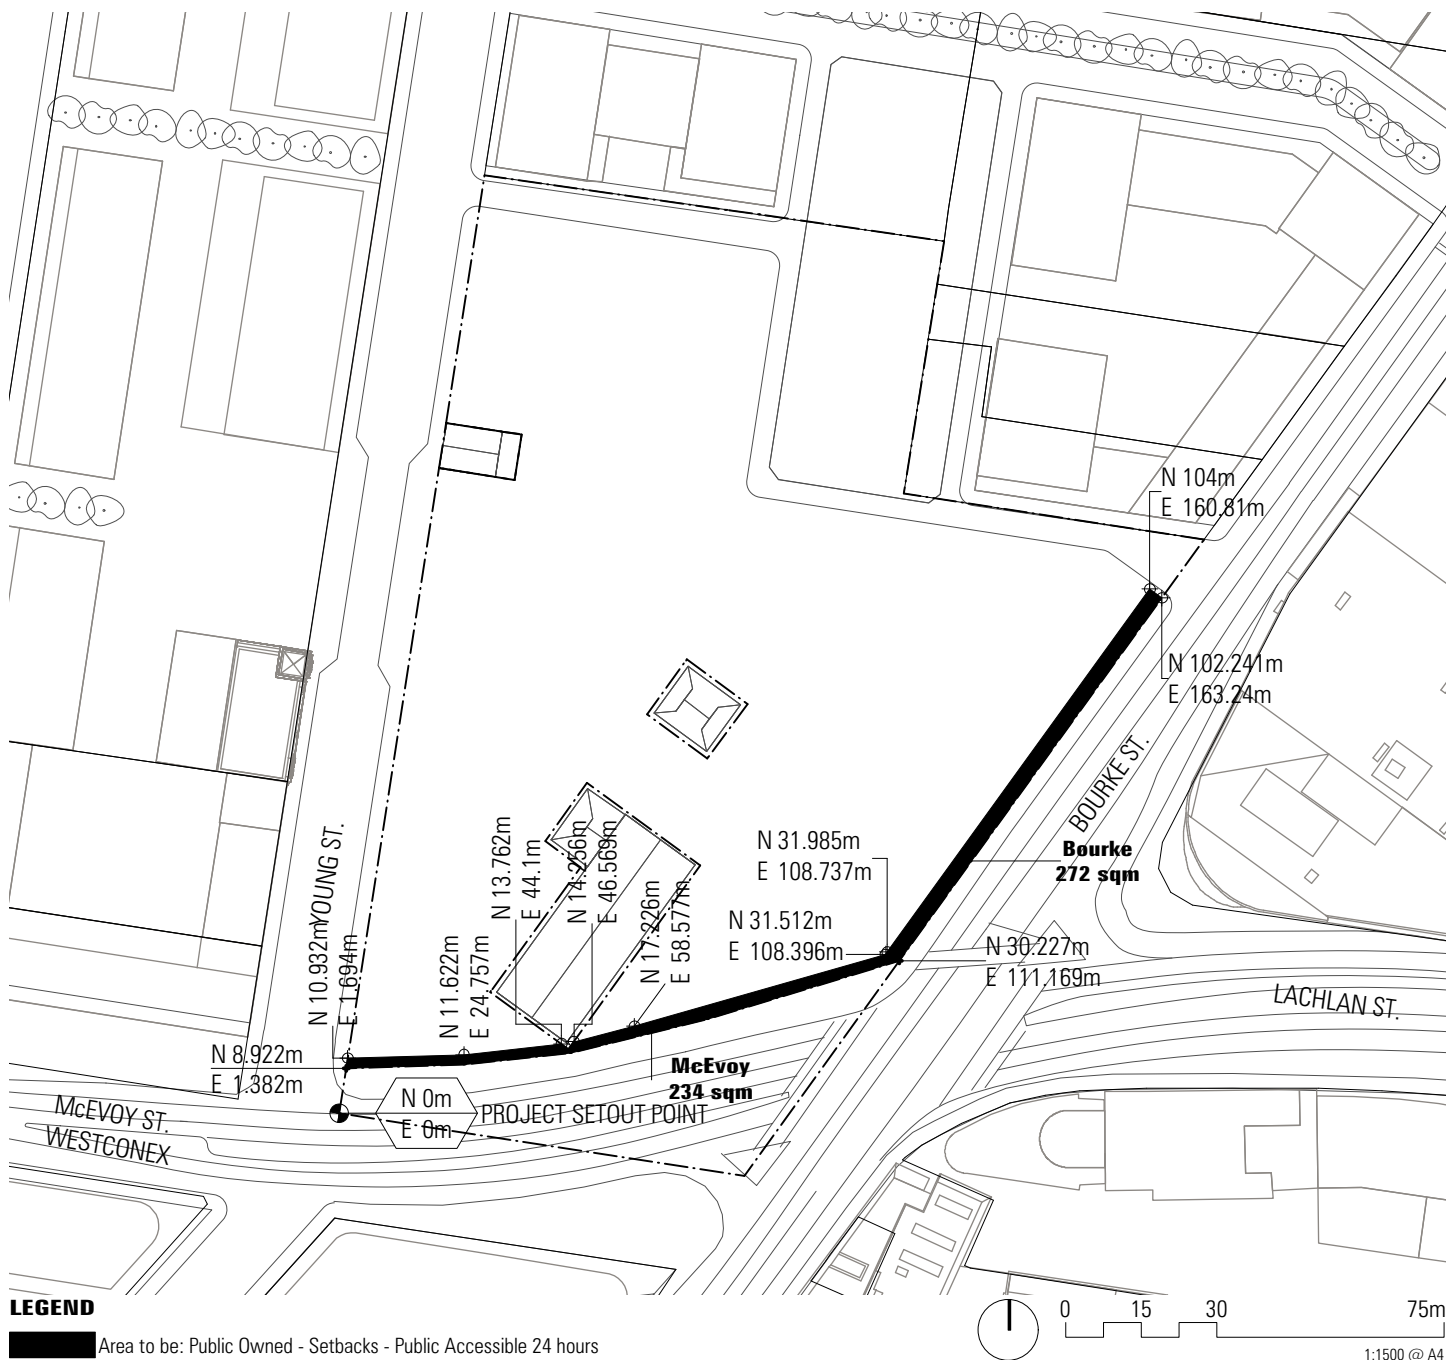 N 104m
E 160.81m
N 102.241m
E 163.24m
BOURKE ST.
Bourke
272 sqm
N 31.985m
E 108.737m
N 31.512m
E 108.396m
N 30.227m
E 111.169m
LACHLAN ST.
N 13.762m
E 44.1m
N 14.256m
E 46.569m
N 17.226m
E 58.577m
N 11.622m
E 24.757m
YOUNG ST.
N 10.932m
E 1.694m
N 8.922m
E 1.382m
McEvoy
234 sqm
N 0m
E 0m
PROJECT SETOUT POINT
McEVOY ST.
WESTCONEX
LEGEND
Area to be: Public Owned - Setbacks - Public Accessible 24 hours
0 15 30 75m
1:1500 @ A4